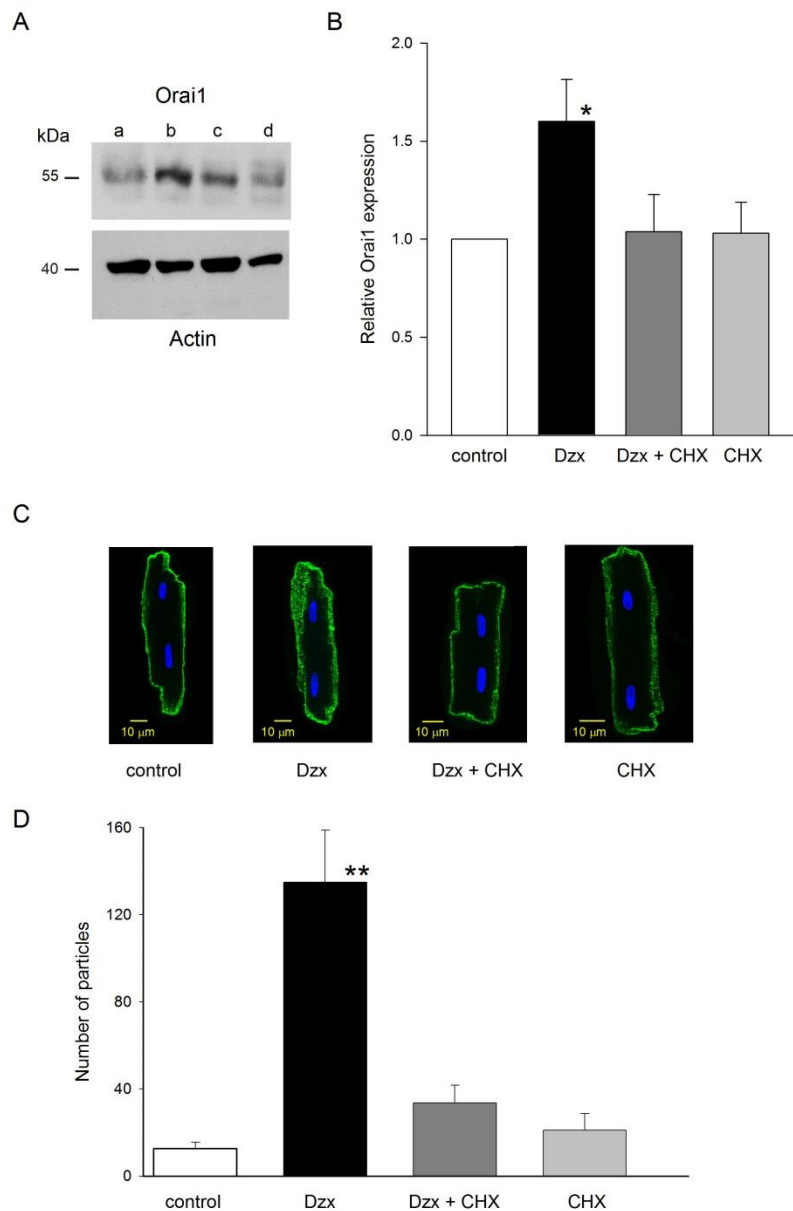 A
Orai1
kDa
a b c d
55
40
Actin
B
Relative Orai1 expression
2.0
1.5
1.0
0.5
0.0
*
control Dzx Dzx + CHX CHX
C
10 μm 10 μm 10 μm 10 μm
control Dzx Dzx + CHX CHX
D
Number of particles
160
120
80
40
0
**
control Dzx Dzx + CHX CHX